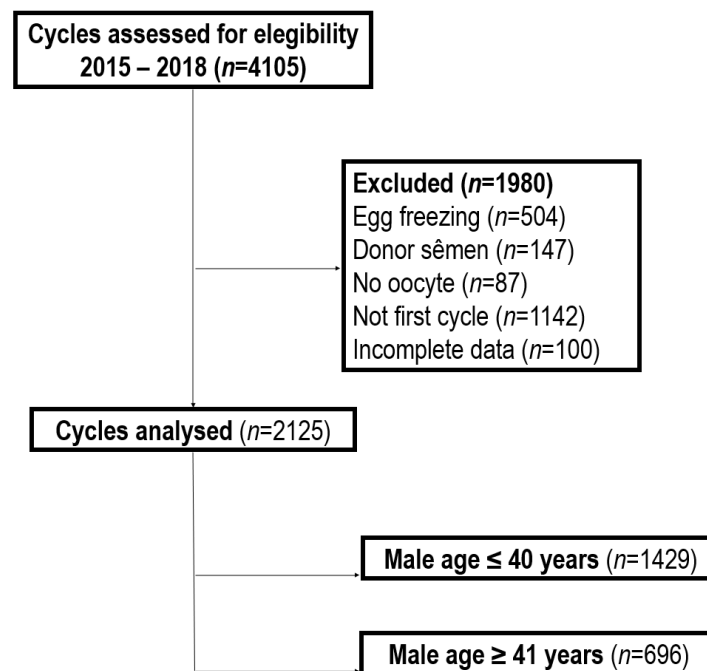 Cycles assessed for elegibility
2015 – 2018 (n=4105)
Excluded (n=1980)
Egg freezing (n=504)
Donor sêmen (n=147)
No oocyte (n=87)
Not first cycle (n=1142)
Incomplete data (n=100)
Cycles analysed (n=2125)
Male age ≤ 40 years (n=1429)
Male age ≥ 41 years (n=696)